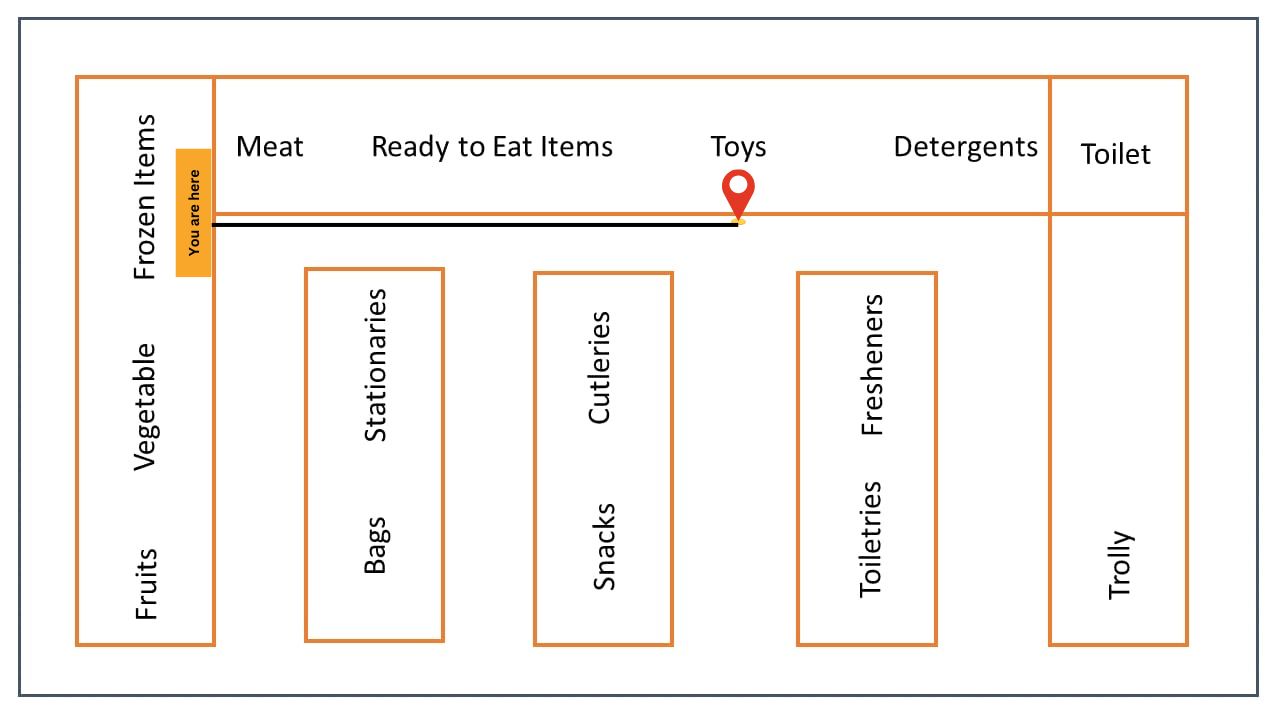 Frozen Items
You are here
Meat
Ready to Eat Items
Toys
Detergents
Toilet
Vegetable
Stationaries
Cutleries
Fresheners
Fruits
Bags
Snacks
Toiletries
Trolly